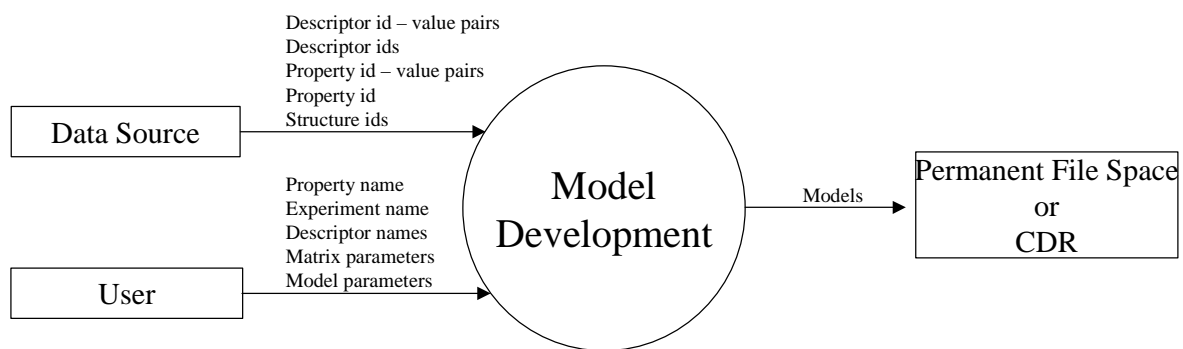 Descriptor id – value pairs
Descriptor ids
Property id – value pairs
Property id
Structure ids
Data Source
Property name
Experiment name
Descriptor names
Matrix parameters
Model parameters
User
Model
Development
Models
Permanent File Space
or
CDR